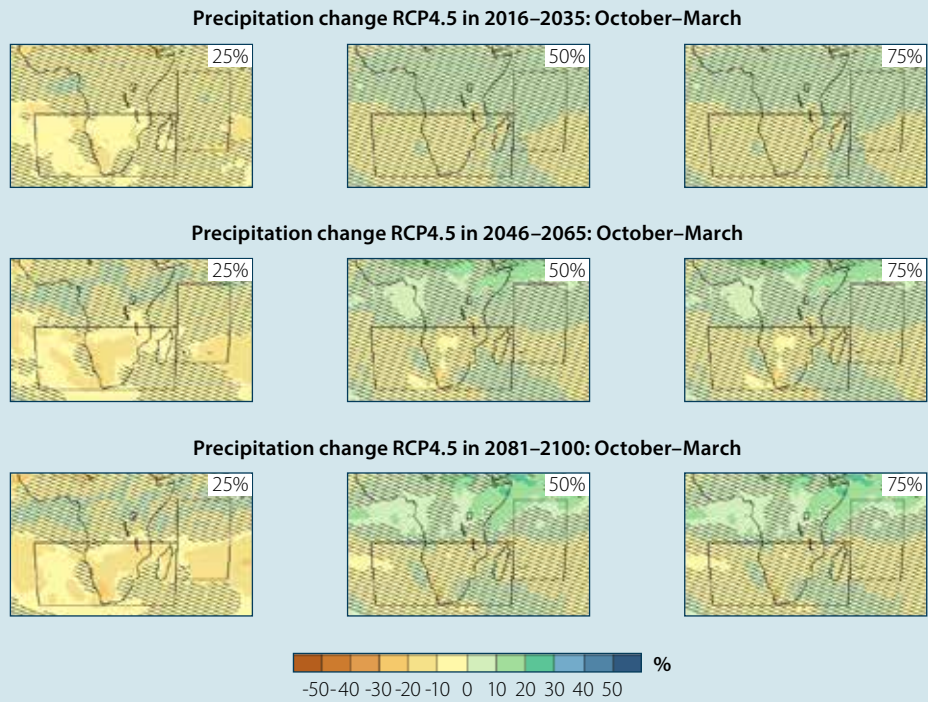 Precipitation change RCP4.5 in 2016–2035: October–March
25% 50% 75%
Precipitation change RCP4.5 in 2046–2065: October–March
25% 50% 75%
Precipitation change RCP4.5 in 2081–2100: October–March
25% 50% 75%
%
-50 -40 -30 -20 -10 0 10 20 30 40 50